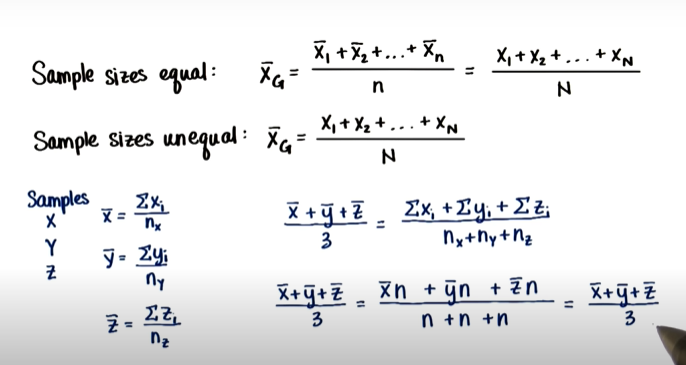 Sample sizes equal: x̄G = (x̄₁ + x̄₂ + ... + x̄n) / n = (x₁ + x₂ + ... + xN) / N
Sample sizes unequal: x̄G = (x₁ + x₂ + ... + xN) / N
Samples
X
Y
Z
x̄ = Σxᵢ / nx
ȳ = Σyᵢ / ny
z̄ = Σzᵢ / nz
(x̄ + ȳ + z̄) / 3 = (Σxᵢ + Σyᵢ + Σzᵢ) / (nx + ny + nz)
(x̄ + ȳ + z̄) / 3 = (x̄n + ȳn + z̄n) / (n + n + n) = (x̄ + ȳ + z̄) / 3